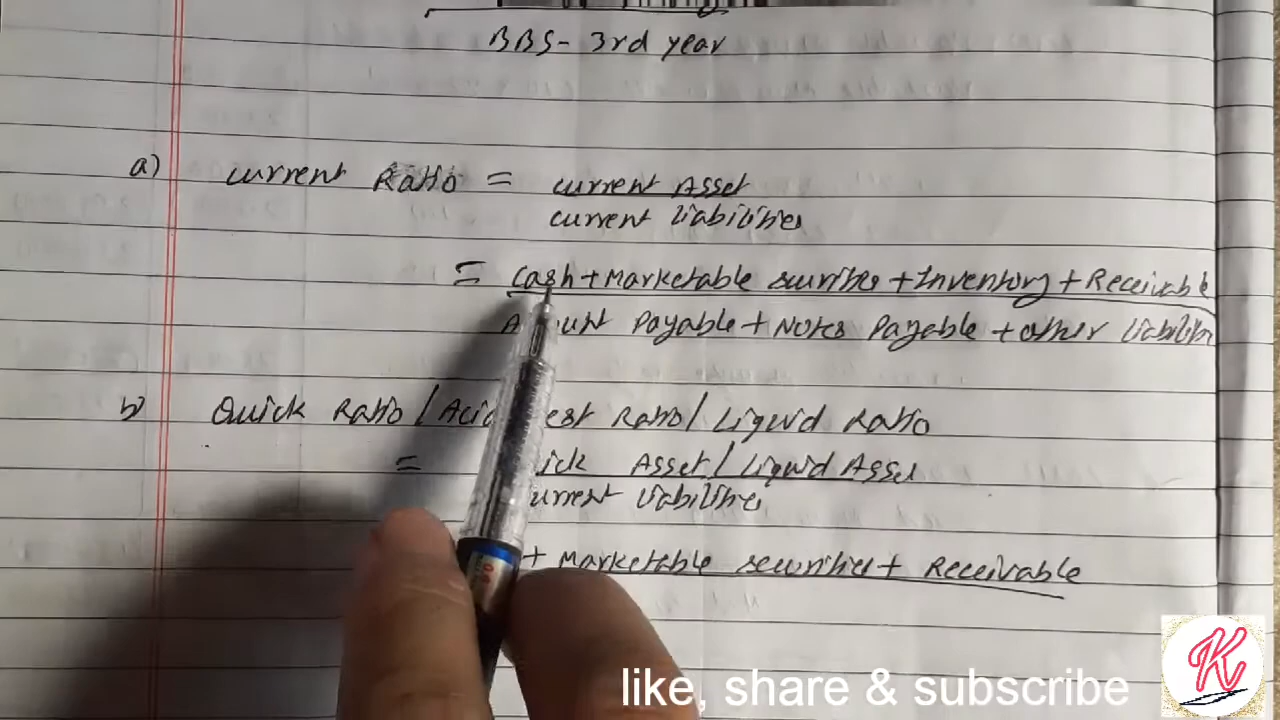 BBS - 3rd year
a) current Ratio = current Asset
current liabilities
= Cash + Marketable securities + Inventory + Receivable
Payable + Notes Payable + other liabilities
b) Quick Ratio / Acid Ratio / Liquid Ratio
= Asset / Liquid Asset
liabilities
+ Marketable securities + Receivable
like, share & subscribe
K